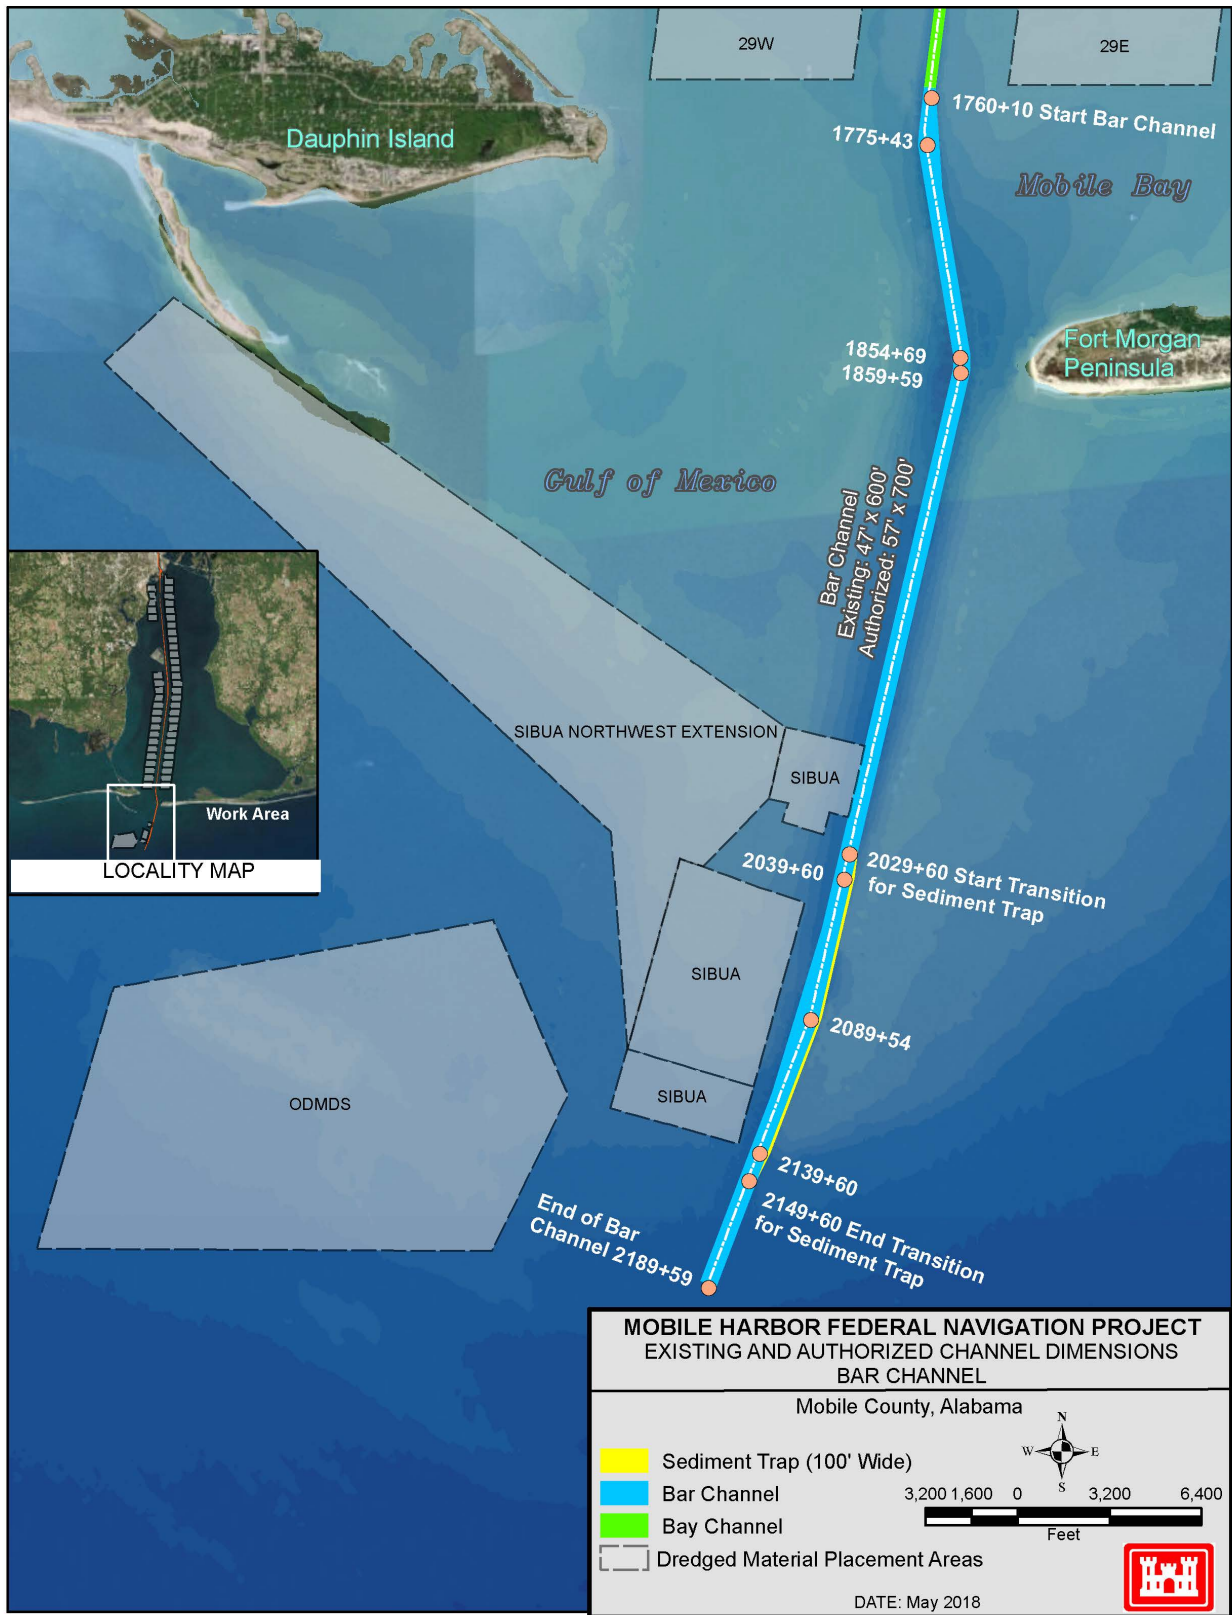 29W
29E
1760+10 Start Bar Channel
1775+43
Dauphin Island
Mobile Bay
Fort Morgan
Peninsula
1854+69
1859+59
Gulf of Mexico
Bar Channel
Existing: 47' x 600'
Authorized: 57' x 700'
SIBUA NORTHWEST EXTENSION
SIBUA
Work Area
LOCALITY MAP
2039+60
2029+60 Start Transition
for Sediment Trap
SIBUA
2089+54
ODMDS
SIBUA
2139+60
2149+60 End Transition
for Sediment Trap
End of Bar
Channel 2189+59
MOBILE HARBOR FEDERAL NAVIGATION PROJECT
EXISTING AND AUTHORIZED CHANNEL DIMENSIONS
BAR CHANNEL
Mobile County, Alabama
N
W E
S
Sediment Trap (100' Wide)
Bar Channel
Bay Channel
Dredged Material Placement Areas
3,200 1,600 0 3,200 6,400
Feet
DATE: May 2018